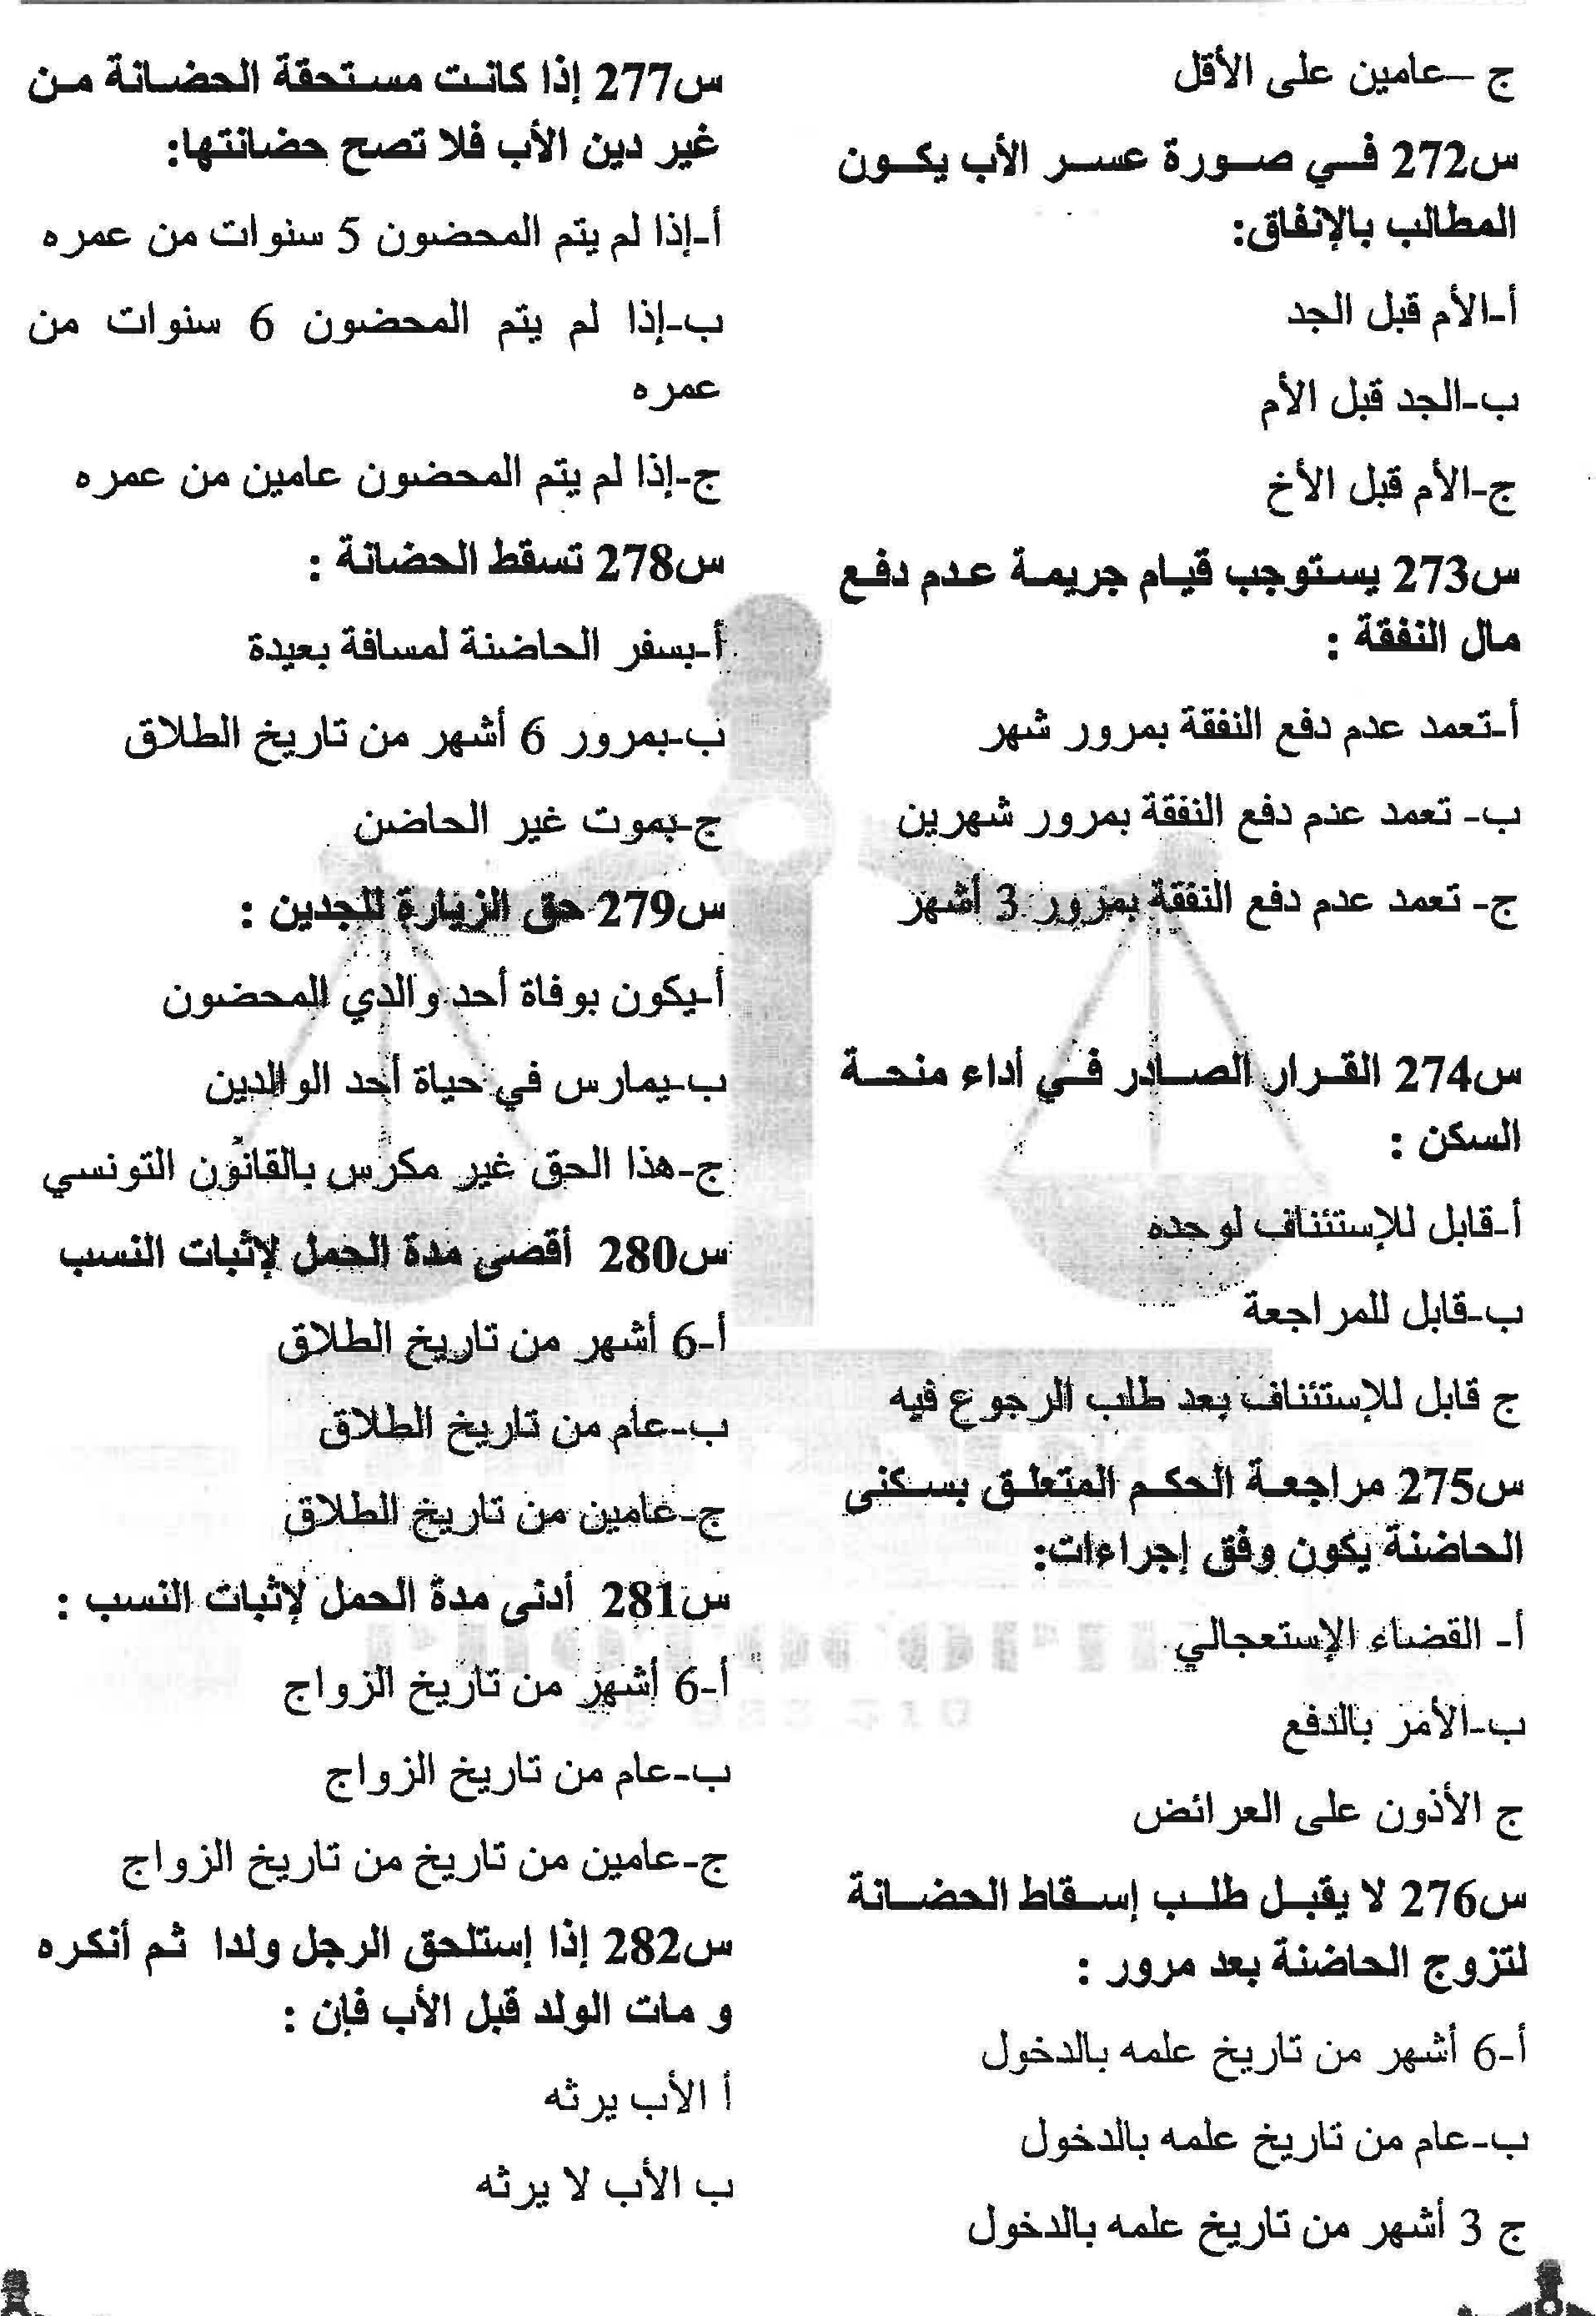 ج –عامين على الأقل
س272 في صورة عسر الأب يكون
المطالب بالإنفاق:
أ-الأم قبل الجد
ب-الجد قبل الأم
ج-الأم قبل الأخ
س273 يستوجب قيام جريمة عدم دفع
مال النفقة :
أ-تعمد عدم دفع النفقة بمرور شهر
ب- تعمد عدم دفع النفقة بمرور شهرين
ج- تعمد عدم دفع النفقة بمرور 3 أشهر
س274 القرار الصادر في أداء منحة
السكن :
أ-قابل للإستئناف لوحده
ب-قابل للمراجعة
ج قابل للإستئناف بعد طلب الرجوع فيه
س275 مراجعة الحكم المتعلق بسكنى
الحاضنة يكون وفق إجراءات:
أ- القضاء الإستعجالي
ب-الأمر بالدفع
ج الأذون على العرائض
س276 لا يقبل طلب إسقاط الحضانة
لتزوج الحاضنة بعد مرور :
أ-6 أشهر من تاريخ علمه بالدخول
ب-عام من تاريخ علمه بالدخول
ج 3 أشهر من تاريخ علمه بالدخول
س277 إذا كانت مستحقة الحضانة من
غير دين الأب فلا تصح حضانتها:
أ-إذا لم يتم المحضون 5 سنوات من عمره
ب-إذا لم يتم المحضون 6 سنوات من
عمره
ج-إذا لم يتم المحضون عامين من عمره
س278 تسقط الحضانة :
أ-بسفر الحاضنة لمسافة بعيدة
ب-بمرور 6 أشهر من تاريخ الطلاق
ج-بموت غير الحاضن
س279 حق الزيارة للجدين :
أ-يكون بوفاة أحد والدي المحضون
ب-يمارس في حياة أحد الوالدين
ج-هذا الحق غير مكرس بالقانون التونسي
س280 أقصى مدة الحمل لإثبات النسب
أ-6 أشهر من تاريخ الطلاق
ب-عام من تاريخ الطلاق
ج-عامين من تاريخ الطلاق
س281 أدنى مدة الحمل لإثبات النسب :
أ-6 أشهر من تاريخ الزواج
ب-عام من تاريخ الزواج
ج-عامين من تاريخ من تاريخ الزواج
س282 إذا إستلحق الرجل ولدا ثم أنكره
و مات الولد قبل الأب فإن :
أ الأب يرثه
ب الأب لا يرثه